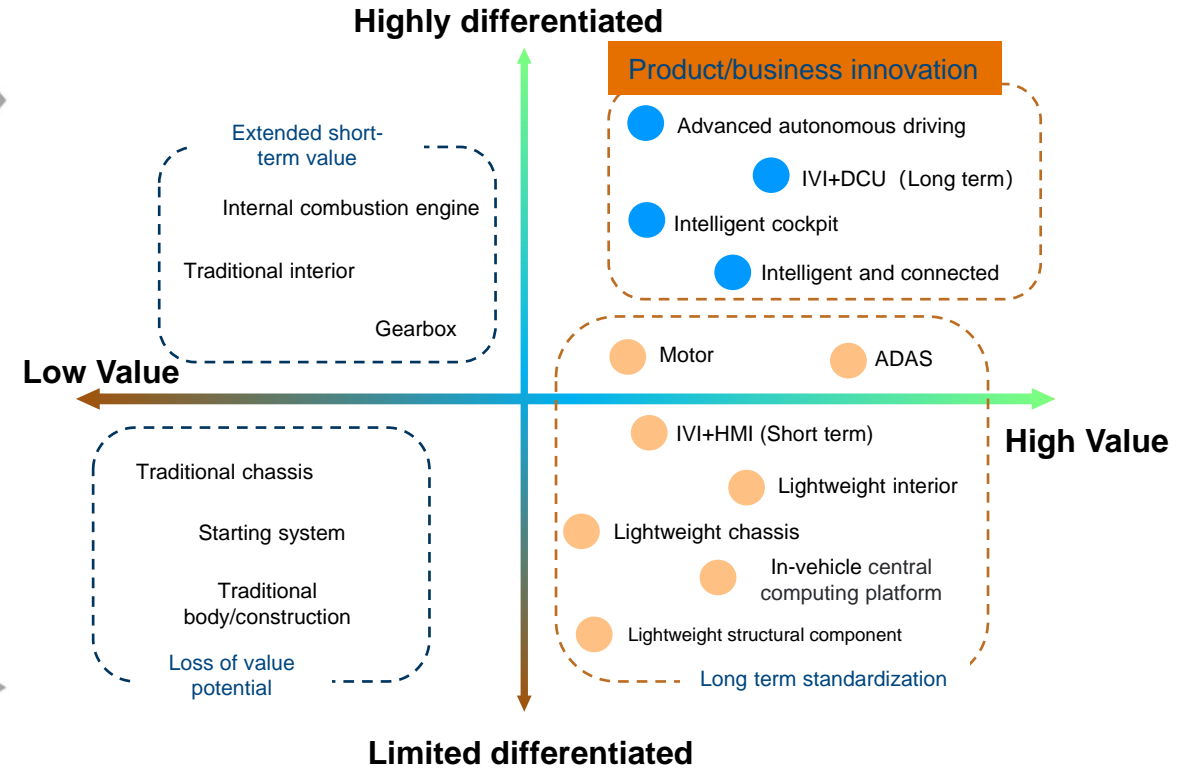 Highly differentiated
Product/business innovation
Advanced autonomous driving
IVI+DCU （Long term）
Intelligent cockpit
Intelligent and connected
Extended short-
term value
Internal combustion engine
Traditional interior
Gearbox
Motor
ADAS
Low Value
High Value
IVI+HMI (Short term)
Lightweight interior
Lightweight chassis
In-vehicle central
computing platform
Lightweight structural component
Long term standardization
Traditional chassis
Starting system
Traditional
body/construction
Loss of value
potential
Limited differentiated